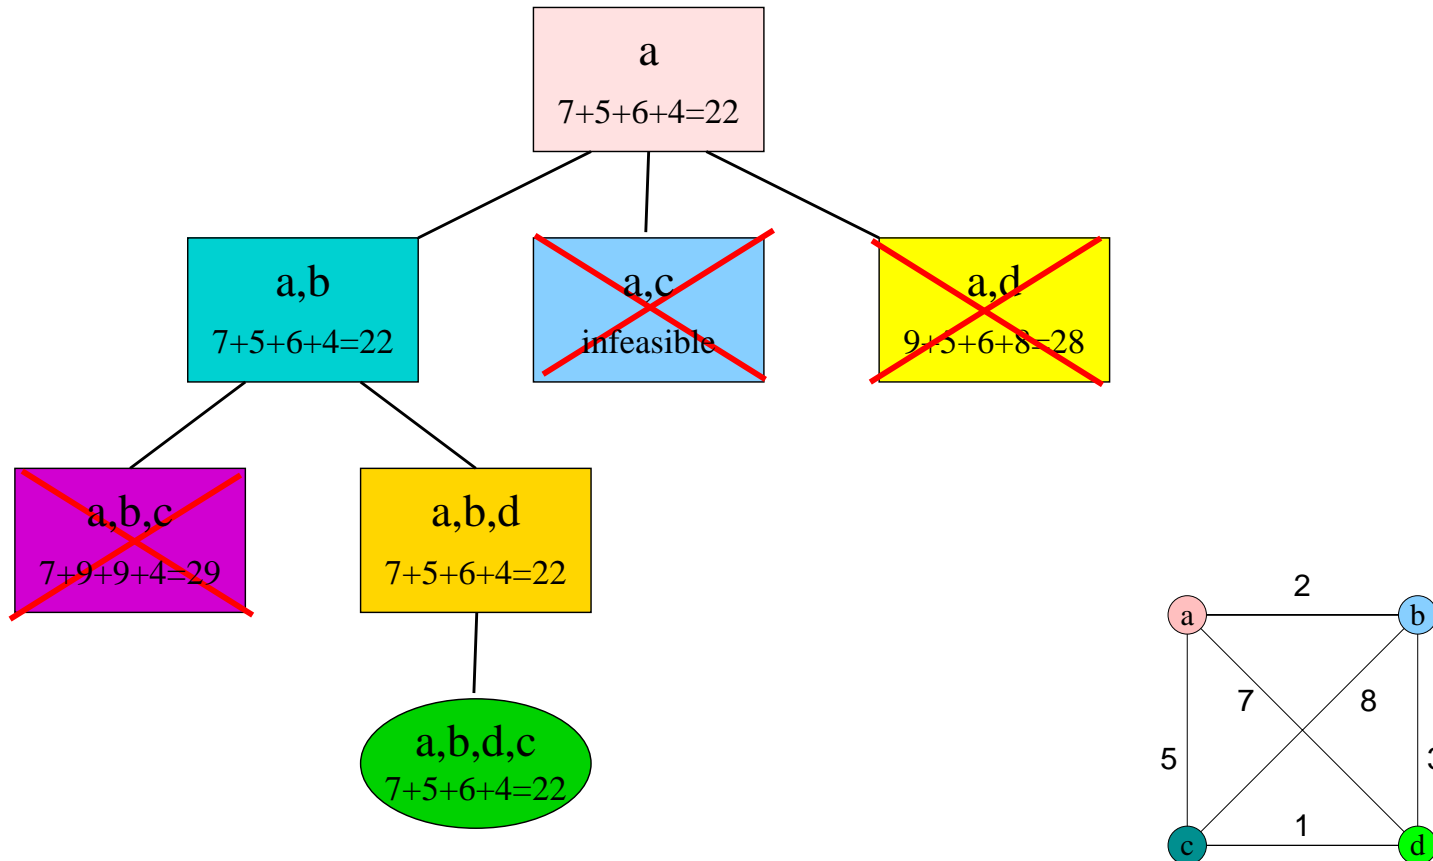 a
7+5+6+4=22
a,b
7+5+6+4=22
a,c
infeasible
a,d
9+5+6+8=28
a,b,c
7+9+9+4=29
a,b,d
7+5+6+4=22
a,b,d,c
7+5+6+4=22
2
a
b
7
8
5
3
1
c
d